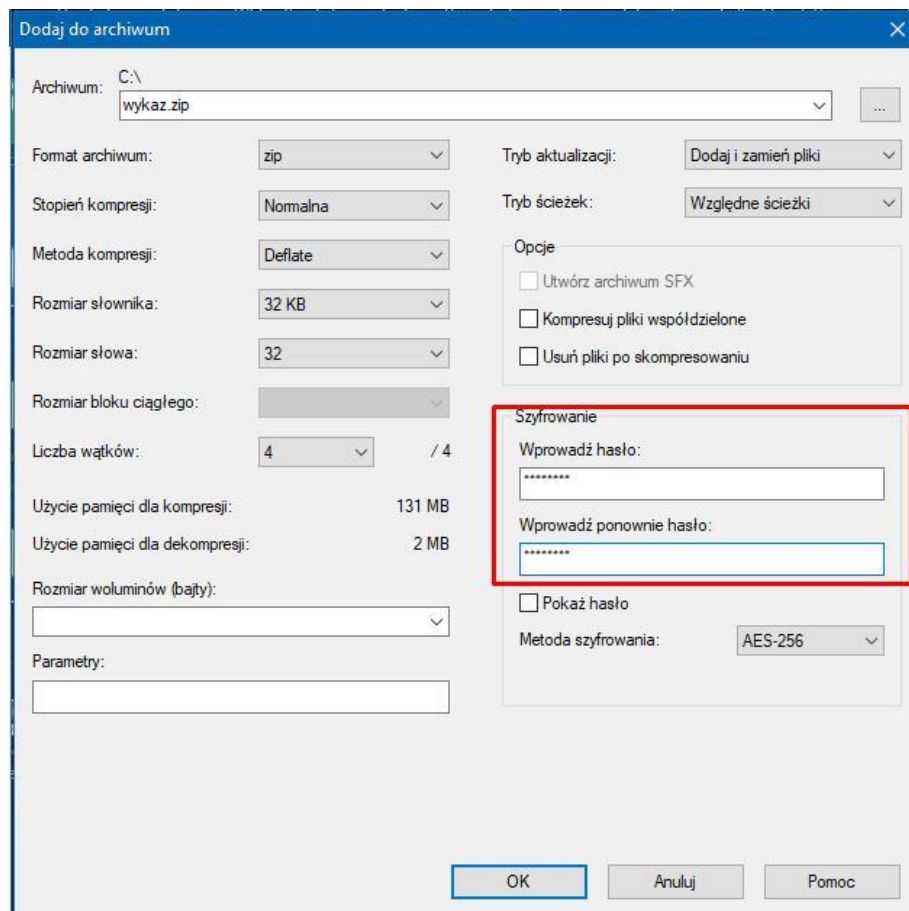 Dodaj do archiwum
Archiwum:
C:\
wykaz.zip
...
Format archiwum:
zip
Stopień kompresji:
Normalna
Metoda kompresji:
Deflate
Rozmiar słownika:
32 KB
Rozmiar słowa:
32
Rozmiar bloku ciągłego:
Liczba wątków:
4
/ 4
Użycie pamięci dla kompresji:
131 MB
Użycie pamięci dla dekompresji:
2 MB
Rozmiar woluminów (bajty):
Parametry:
Tryb aktualizacji:
Dodaj i zamień pliki
Tryb ścieżek:
Względne ścieżki
Opcje
Utwórz archiwum SFX
Kompresuj pliki współdzielone
Usuń pliki po skompresowaniu
Szyfrowanie
Wprowadź hasło:
********
Wprowadź ponownie hasło:
********
Pokaż hasło
Metoda szyfrowania:
AES-256
OK
Anuluj
Pomoc